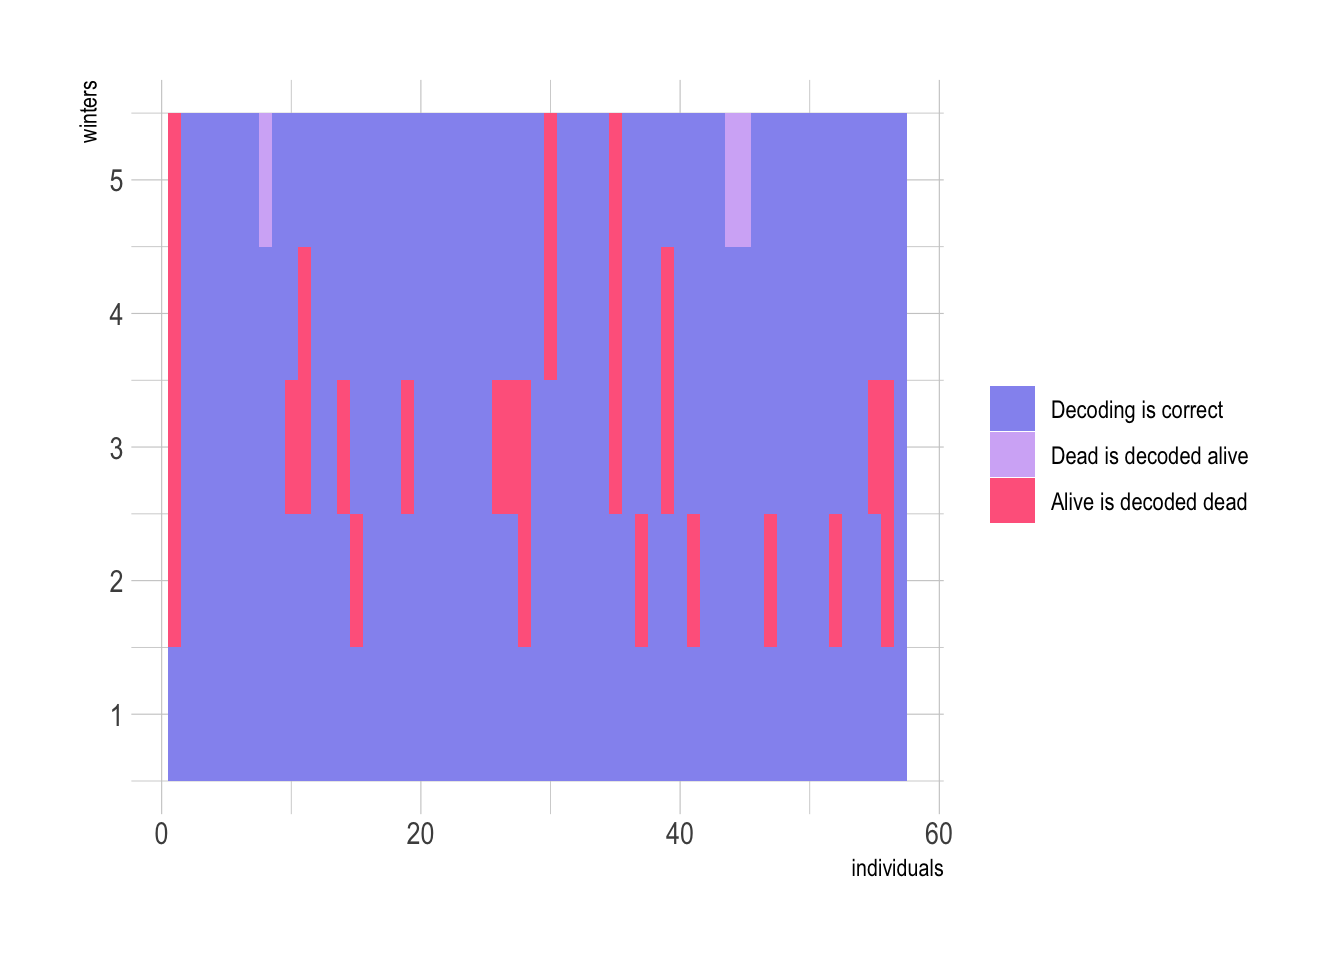 winters
5
4
3
2
1
0 20 40 60
individuals
Decoding is correct
Dead is decoded alive
Alive is decoded dead